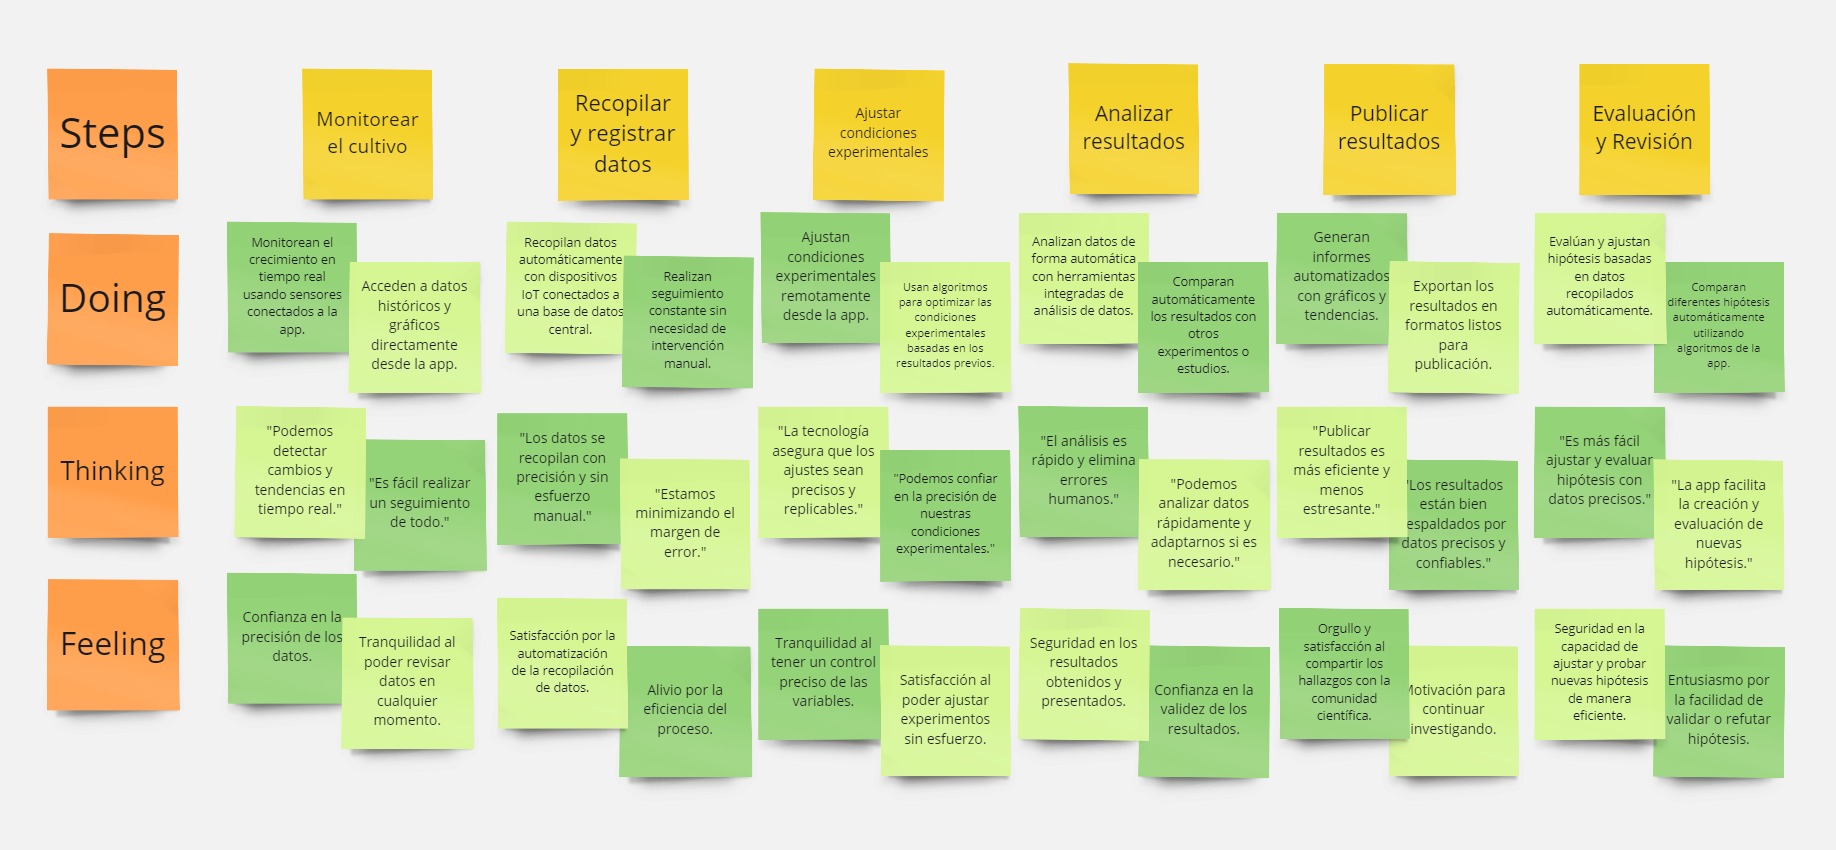 Steps
Monitorear
el cultivo
Recopilar
y registrar
datos
Ajustar
condiciones
experimentales
Analizar
resultados
Publicar
resultados
Evaluación
y Revisión
Doing
Monitorean el
crecimiento en
tiempo real
usando sensores
conectados a la
app.
Acceden a datos
históricos y
gráficos
directamente
desde la app.
Recopilan datos
automáticamente
con dispositivos
IoT conectados a
una base de datos
central.
Realizan
seguimiento
constante sin
necesidad de
intervención
manual.
Ajustan
condiciones
experimentales
remotamente
desde la app.
Usan algoritmos
para optimizar las
condiciones
experimentales
basadas en los
resultados previos.
Analizan datos de
forma automática
con herramientas
integradas de
análisis de datos.
Comparan
automáticamente
los resultados con
otros
experimentos o
estudios.
Generan
informes
automatizados
con gráficos y
tendencias.
Exportan los
resultados en
formatos listos
para
publicación.
Evalúan y ajustan
hipótesis basadas
en datos
recopilados
automáticamente.
Comparan
diferentes hipótesis
automáticamente
utilizando
algoritmos de la
app.
Thinking
"Podemos
detectar
cambios y
tendencias en
tiempo real."
"Es fácil realizar
un seguimiento
de todo."
"Los datos se
recopilan con
precisión y sin
esfuerzo
manual."
"Estamos
minimizando el
margen de
error."
"La tecnología
asegura que los
ajustes sean
precisos y
replicables."
"Podemos confiar
en la precisión de
nuestras
condiciones
experimentales."
"El análisis es
rápido y elimina
errores
humanos."
"Podemos
analizar datos
rápidamente y
adaptarnos si es
necesario."
"Publicar
resultados es
más eficiente y
menos
estresante."
"Los resultados
están bien
espaldados por
datos precisos y
confiables."
"Es más fácil
ajustar y evaluar
hipótesis con
datos precisos."
"La app facilita
la creación y
evaluación de
nuevas
hipótesis."
Feeling
Confianza en la
precisión de los
datos.
Tranquilidad al
poder revisar
datos en
cualquier
momento.
Satisfacción por la
automatización
de la recopilación
de datos.
Alivio por la
eficiencia del
proceso.
Tranquilidad al
tener un control
preciso de las
variables.
Satisfacción al
poder ajustar
experimentos
sin esfuerzo.
Seguridad en los
resultados
obtenidos y
presentados.
Confianza en la
validez de los
resultados.
Orgullo y
satisfacción al
compartir los
hallazgos con la
comunidad
científica.
Motivación para
continuar
investigando.
Seguridad en la
capacidad de
ajustar y probar
nuevas hipótesis
de manera
eficiente.
Entusiasmo por
la facilidad de
validar o refutar
hipótesis.